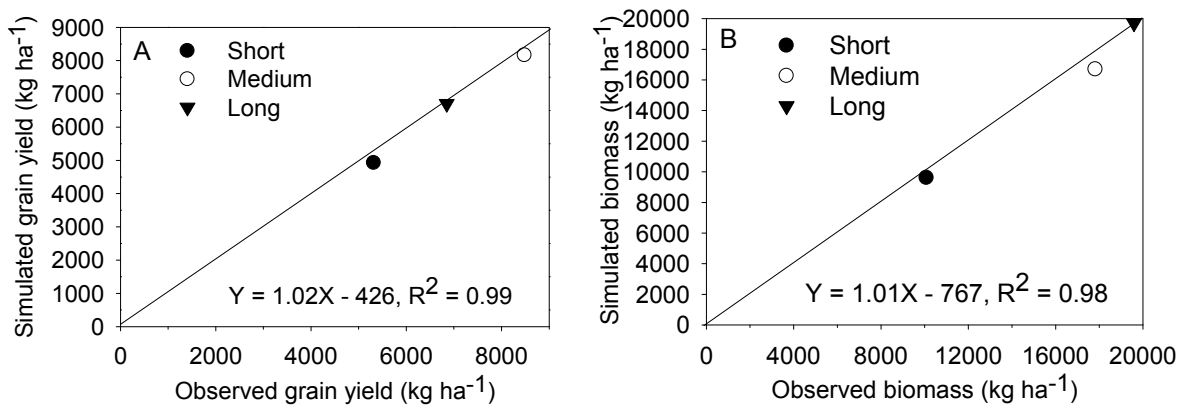 A
Short
Medium
Long
9000
8000
7000
6000
5000
4000
3000
2000
1000
0
Simulated grain yield (kg ha⁻¹)
Y = 1.02X - 426, R² = 0.99
0 2000 4000 6000 8000
Observed grain yield (kg ha⁻¹)
B
Short
Medium
Long
20000
18000
16000
14000
12000
10000
8000
6000
4000
2000
0
Simulated biomass (kg ha⁻¹)
Y = 1.01X - 767, R² = 0.98
0 4000 8000 12000 16000 20000
Observed biomass (kg ha⁻¹)